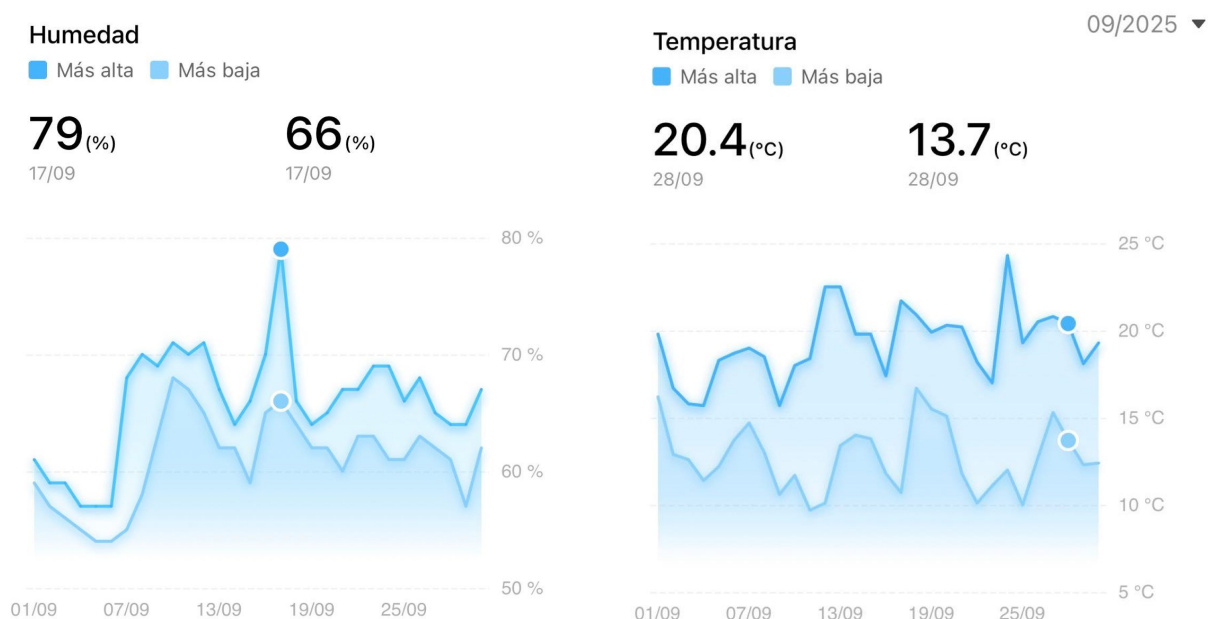 09/2025
Humedad
Más alta Más baja
79(%) 66(%)
17/09 17/09
80 %
70 %
60 %
50 %
01/09 07/09 13/09 19/09 25/09
Temperatura
Más alta Más baja
20.4(°C) 13.7(°C)
28/09 28/09
25 °C
20 °C
15 °C
10 °C
5 °C
01/09 07/09 13/09 19/09 25/09